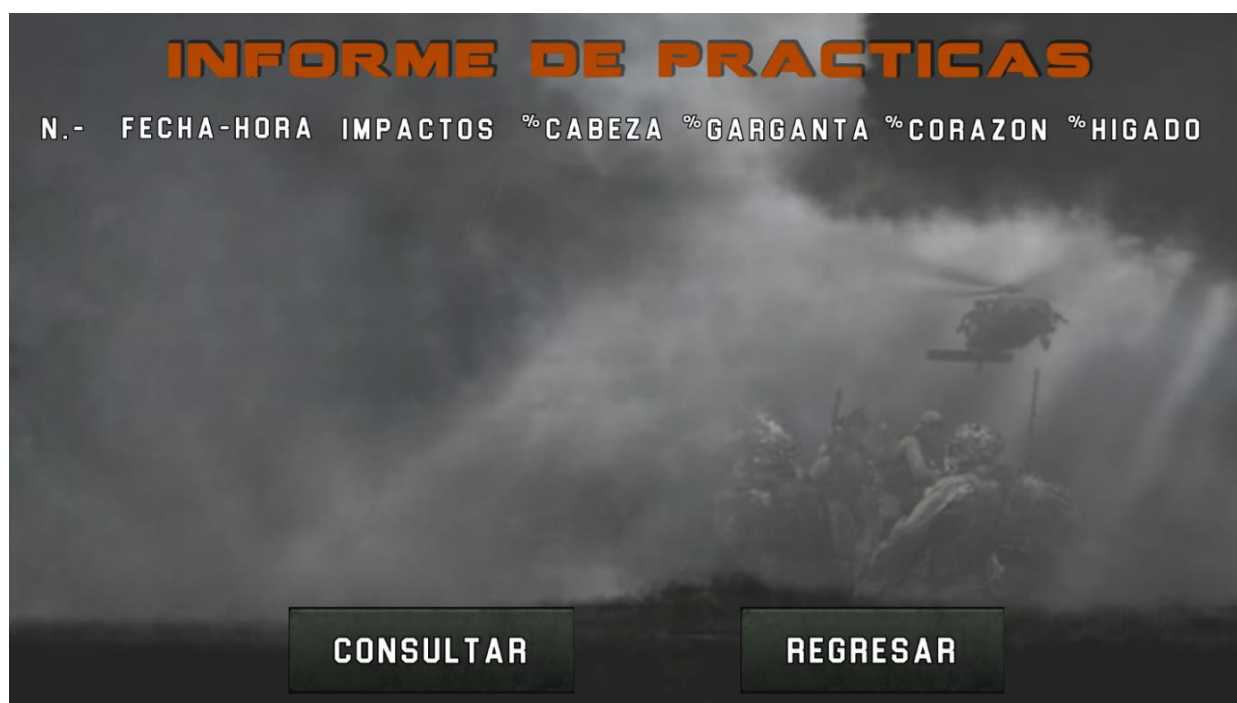 INFORME DE PRACTICAS
N.- FECHA-HORA IMPACTOS %CABEZA %GARGANTA %CORAZON %HIGADO
CONSULTAR REGRESAR